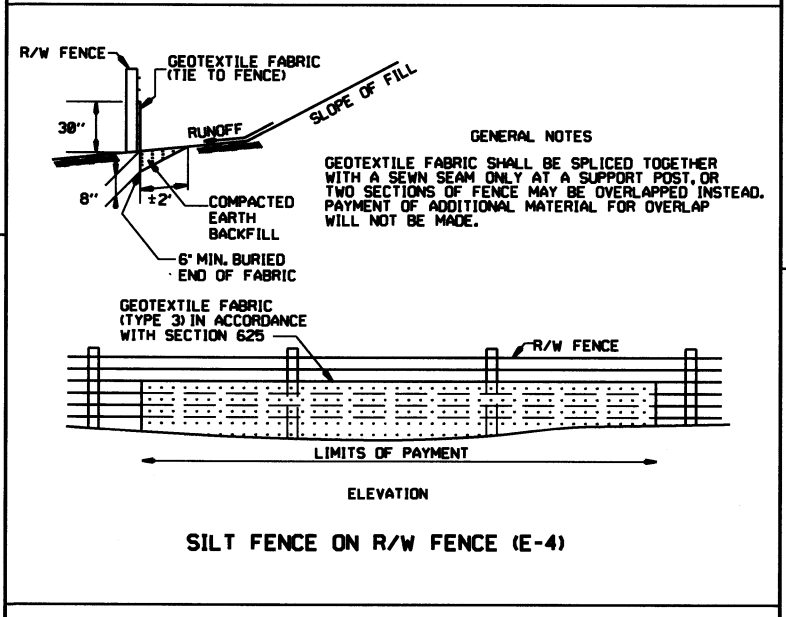 R/W FENCE
GEOTEXTILE FABRIC
(TIE TO FENCE)
30"
RUNOFF
SLOPE OF FILL
8"
±2'
COMPACTED
EARTH
BACKFILL
6" MIN. BURIED
END OF FABRIC
GENERAL NOTES
GEOTEXTILE FABRIC SHALL BE SPLICED TOGETHER
WITH A SEWN SEAM ONLY AT A SUPPORT POST, OR
TWO SECTIONS OF FENCE MAY BE OVERLAPPED INSTEAD.
PAYMENT OF ADDITIONAL MATERIAL FOR OVERLAP
WILL NOT BE MADE.
GEOTEXTILE FABRIC
(TYPE 3) IN ACCORDANCE
WITH SECTION 625
R/W FENCE
LIMITS OF PAYMENT
ELEVATION
SILT FENCE ON R/W FENCE (E-4)